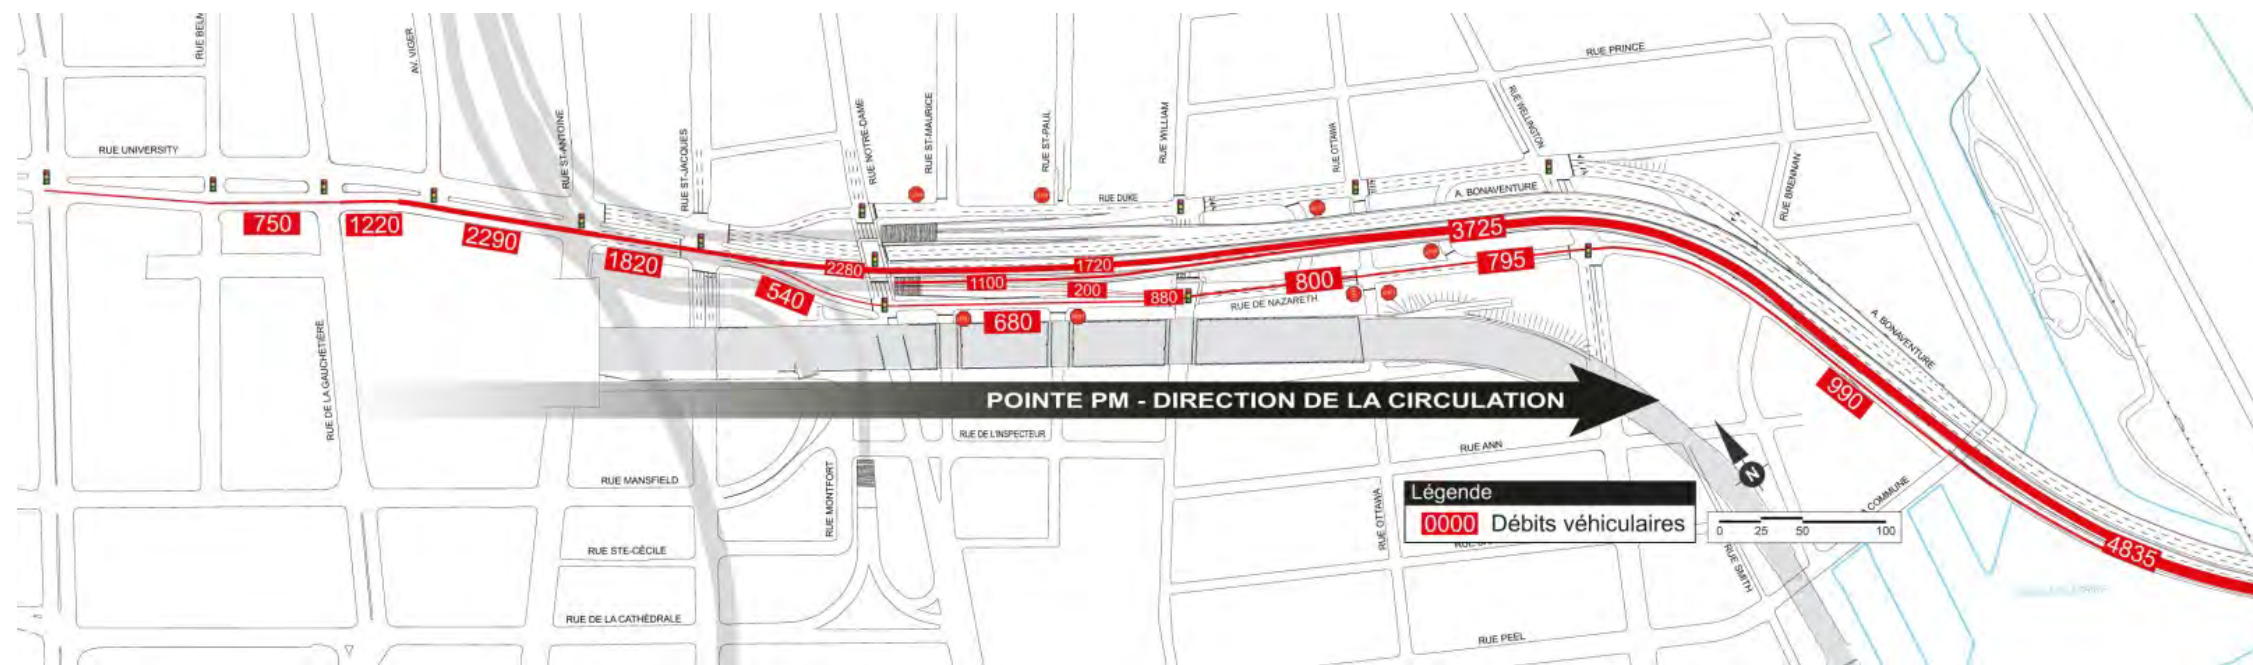 RUE BELM
AV. VIGER
RUE UNIVERSITY
RUE ST-ANTOINE
RUE ST-JACQUES
RUE NOTRE-DAME
RUE ST-MAURICE
RUE ST-PAUL
RUE WILLIAM
RUE DUKE
RUE OTTAWA
RUE WELLINGTON
RUE PRINCE
RUE BRENNAN
A. BONAVENTURE
A. BONAVENTURE
750
1220
2290
1820
540
2280
1100
1720
200
880
680
800
3725
795
990
4835
RUE DE NAZARETH
RUE DE LA GAUCHETIÈRE
POINTE PM - DIRECTION DE LA CIRCULATION
RUE DE L'INSPECTEUR
RUE MANSFIELD
RUE MONTFORT
RUE STE-CÉCILE
RUE DE LA CATHÉDRALE
RUE ANN
RUE OTTAWA
RUE PEEL
RUE SMITH
COMMUNE
N
Légende
0000 Débits véhiculaires
0 25 50 100